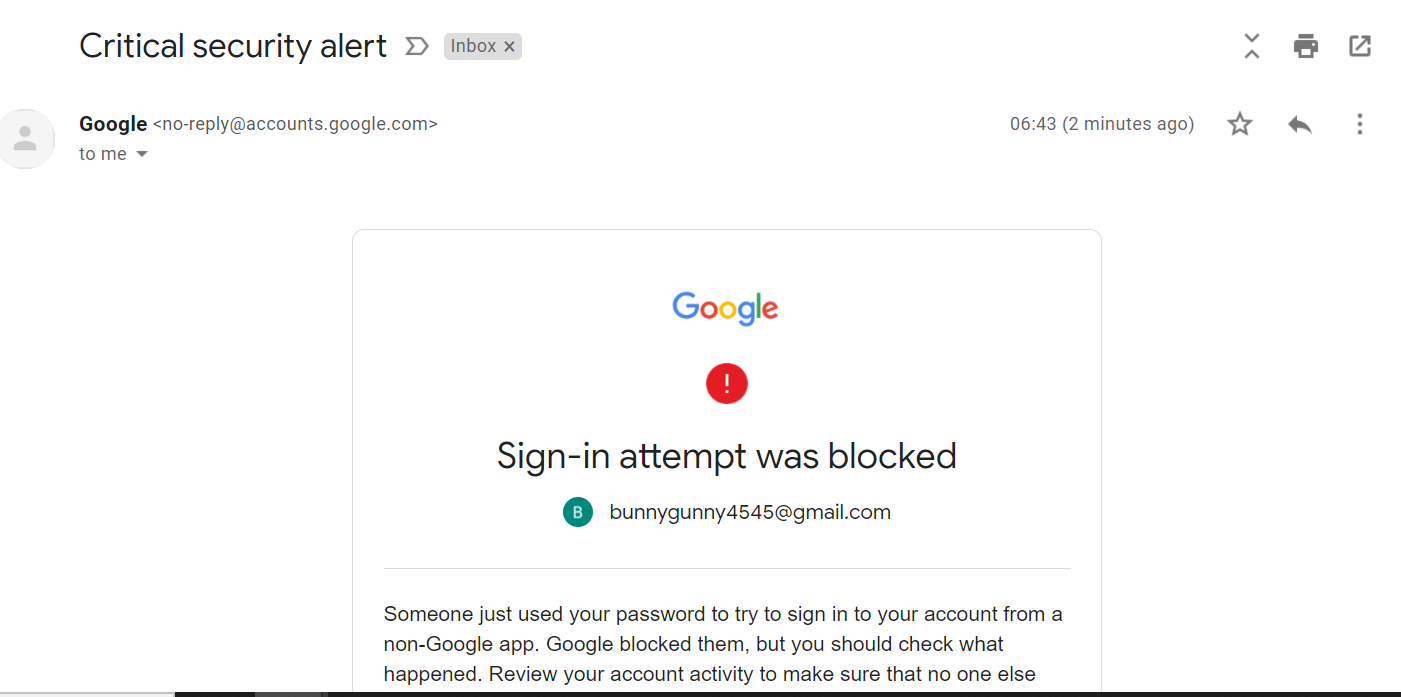 Critical security alert Inbox ×
Google <no-reply@accounts.google.com> 06:43 (2 minutes ago)
to me
Google
!
Sign-in attempt was blocked
B bunnygunny4545@gmail.com
Someone just used your password to try to sign in to your account from a
non-Google app. Google blocked them, but you should check what
happened. Review your account activity to make sure that no one else